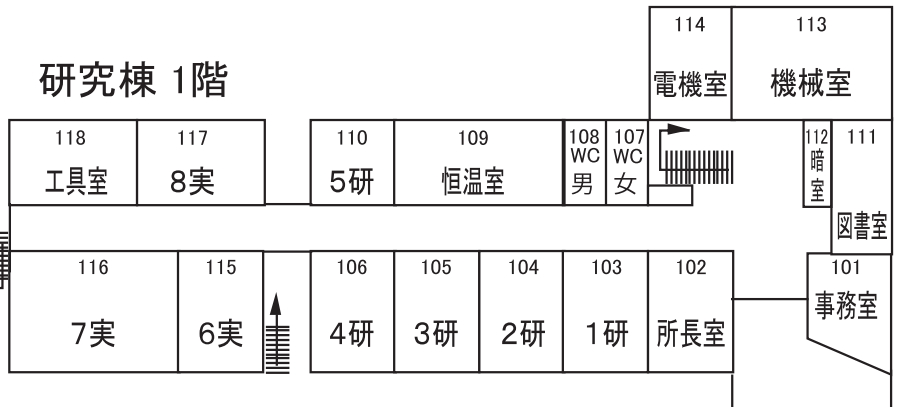 114
電機室
113
機械室
研究棟 1階
118
工具室
117
8実
110
5研
109
恒温室
108
WC
男
107
WC
女
112
暗室
111
図書室
116
7実
115
6実
106
4研
105
3研
104
2研
103
1研
102
所長室
101
事務室